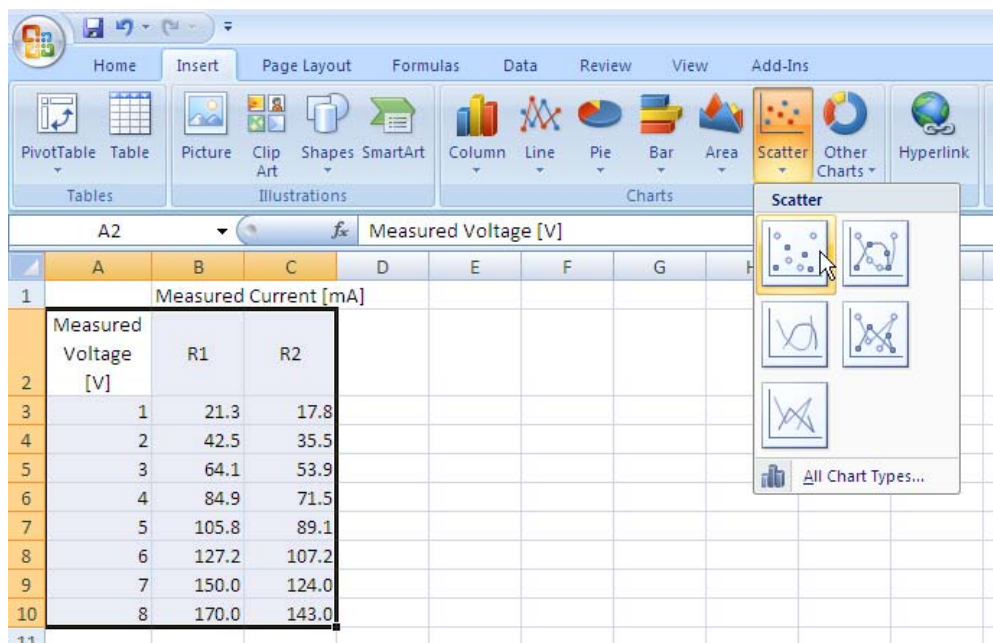 Home Insert Page Layout Formulas Data Review View Add-Ins
PivotTable Table Picture Clip Art Shapes SmartArt Column Line Pie Bar Area Scatter Other Charts Hyperlink
Tables Illustrations Charts
Scatter
A2 fx Measured Voltage [V]
A B C D E F G H
1 Measured Current [mA]
2 Measured Voltage [V] R1 R2
3 1 21.3 17.8
4 2 42.5 35.5
5 3 64.1 53.9
6 4 84.9 71.5
All Chart Types...
7 5 105.8 89.1
8 6 127.2 107.2
9 7 150.0 124.0
10 8 170.0 143.0
11